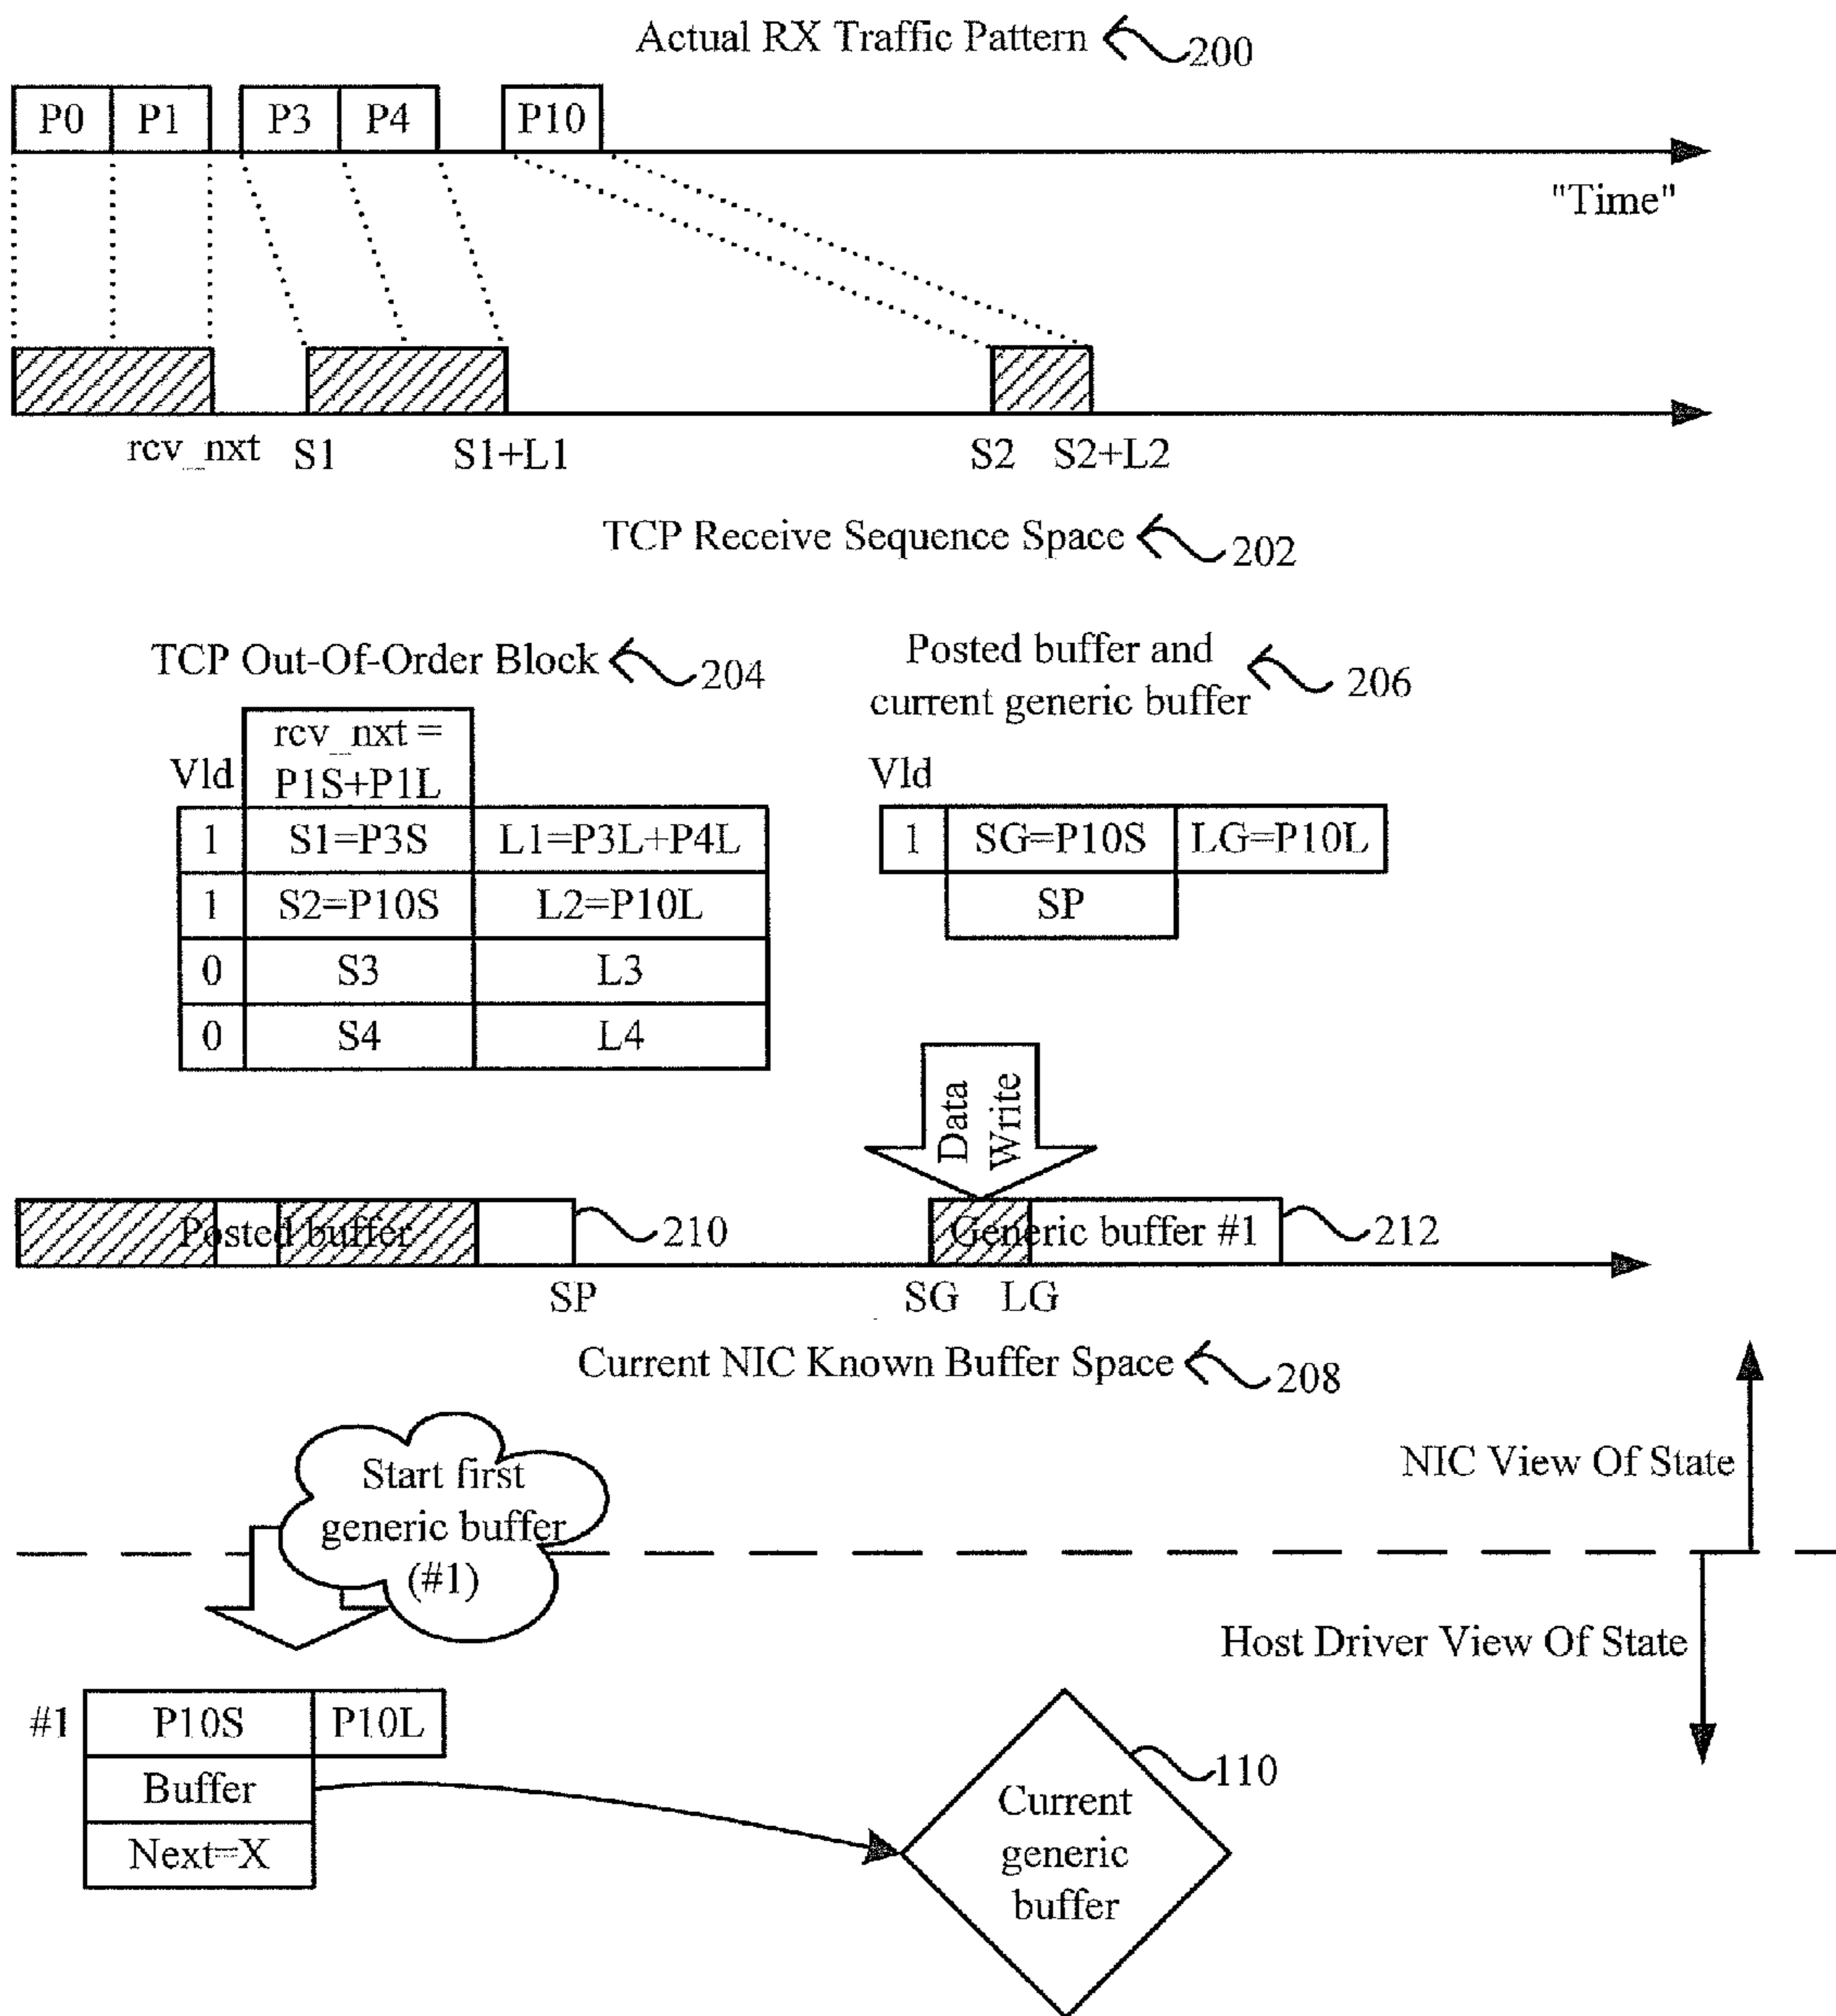 Actual RX Traffic Pattern 200
P0 P1 P3 P4 P10
"Time"
rcv_nxt S1 S1+L1 S2 S2+L2
TCP Receive Sequence Space 202
TCP Out-Of-Order Block 204
Posted buffer and
current generic buffer 206
rcv_nxt =
Vld P1S+P1L
1 S1=P3S L1=P3L+P4L
1 S2=P10S L2=P10L
0 S3 L3
0 S4 L4
Vld
1 SG=P10S LG=P10L
SP
Data
Write
Posted buffer 210 Generic buffer #1 212
SP SG LG
Current NIC Known Buffer Space 208
Start first
generic buffer
(#1)
NIC View Of State
Host Driver View Of State
#1 P10S P10L
Buffer
Next=X
110
Current
generic
buffer